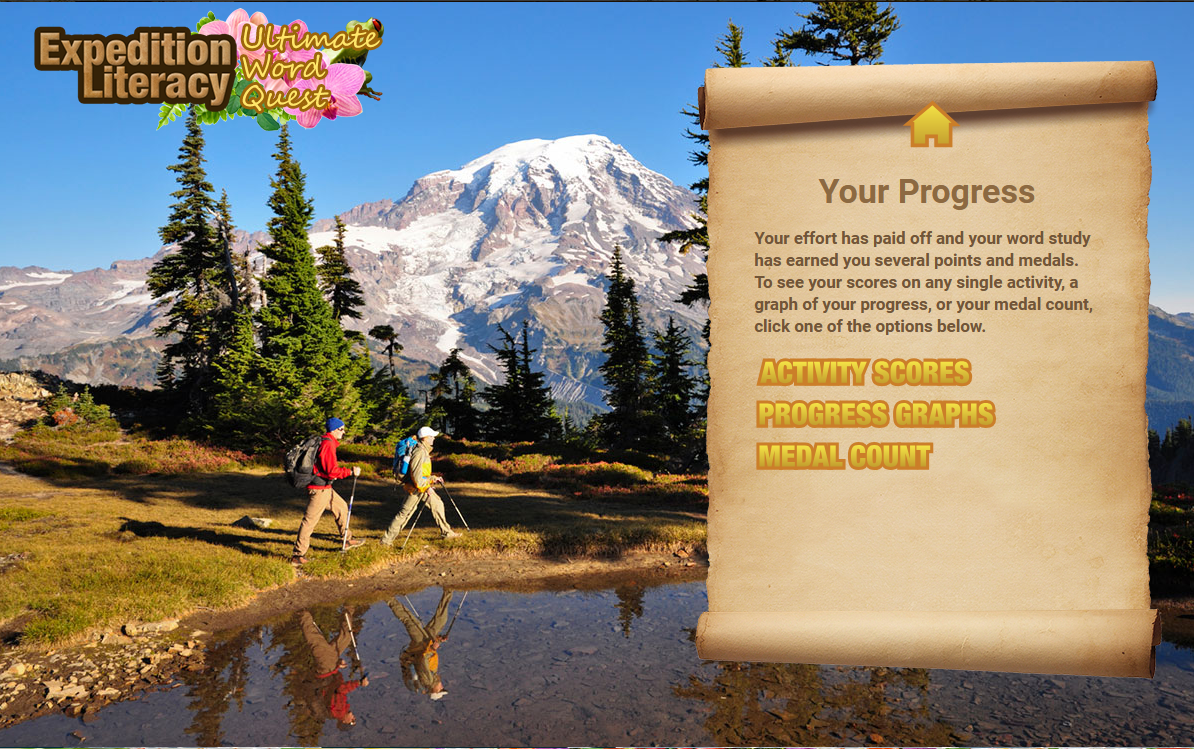 Expedition
Literacy
Ultimate
Word
Quest
Your Progress
Your effort has paid off and your word study
has earned you several points and medals.
To see your scores on any single activity, a
graph of your progress, or your medal count,
click one of the options below.
ACTIVITY SCORES
PROGRESS GRAPHS
MEDAL COUNT